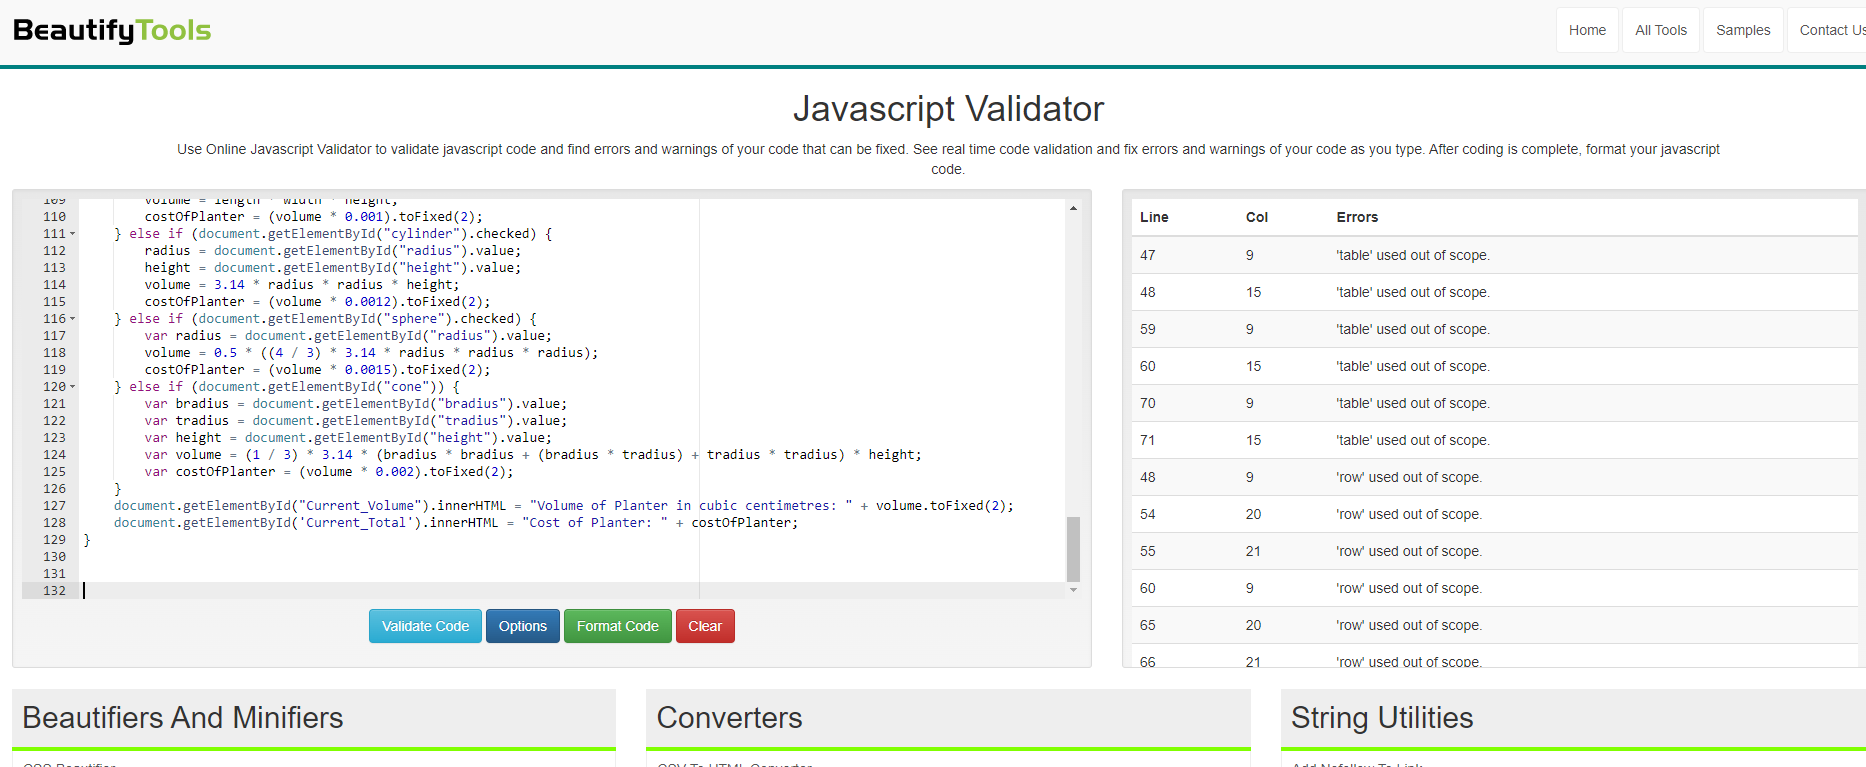 BeautifyTools
Home
All Tools
Samples
Contact Us
Javascript Validator
Use Online Javascript Validator to validate javascript code and find errors and warnings of your code that can be fixed. See real time code validation and fix errors and warnings of your code as you type. After coding is complete, format your javascript
code.
109 volume = length * width * height;
110 costOfPlanter = (volume * 0.001).toFixed(2);
111 } else if (document.getElementById("cylinder").checked) {
112 radius = document.getElementById("radius").value;
113 height = document.getElementById("height").value;
114 volume = 3.14 * radius * radius * height;
115 costOfPlanter = (volume * 0.0012).toFixed(2);
116 } else if (document.getElementById("sphere").checked) {
117 var radius = document.getElementById("radius").value;
118 volume = 0.5 * ((4 / 3) * 3.14 * radius * radius * radius);
119 costOfPlanter = (volume * 0.0015).toFixed(2);
120 } else if (document.getElementById("cone")) {
121 var bradius = document.getElementById("bradius").value;
122 var tradius = document.getElementById("tradius").value;
123 var height = document.getElementById("height").value;
124 var volume = (1 / 3) * 3.14 * (bradius * bradius + (bradius * tradius) + tradius * tradius) * height;
125 var costOfPlanter = (volume * 0.002).toFixed(2);
126 }
127 document.getElementById("Current_Volume").innerHTML = "Volume of Planter in cubic centimetres: " + volume.toFixed(2);
128 document.getElementById('Current_Total').innerHTML = "Cost of Planter: " + costOfPlanter;
129 }
130
131
132
Validate Code
Options
Format Code
Clear
Line Col Errors
47 9 'table' used out of scope.
48 15 'table' used out of scope.
59 9 'table' used out of scope.
60 15 'table' used out of scope.
70 9 'table' used out of scope.
71 15 'table' used out of scope.
48 9 'row' used out of scope.
54 20 'row' used out of scope.
55 21 'row' used out of scope.
60 9 'row' used out of scope.
65 20 'row' used out of scope.
66 21 'row' used out of scope.
Beautifiers And Minifiers
Converters
String Utilities
CSS Beautifier
CSV To HTML Converter
Add Nofollow To Link